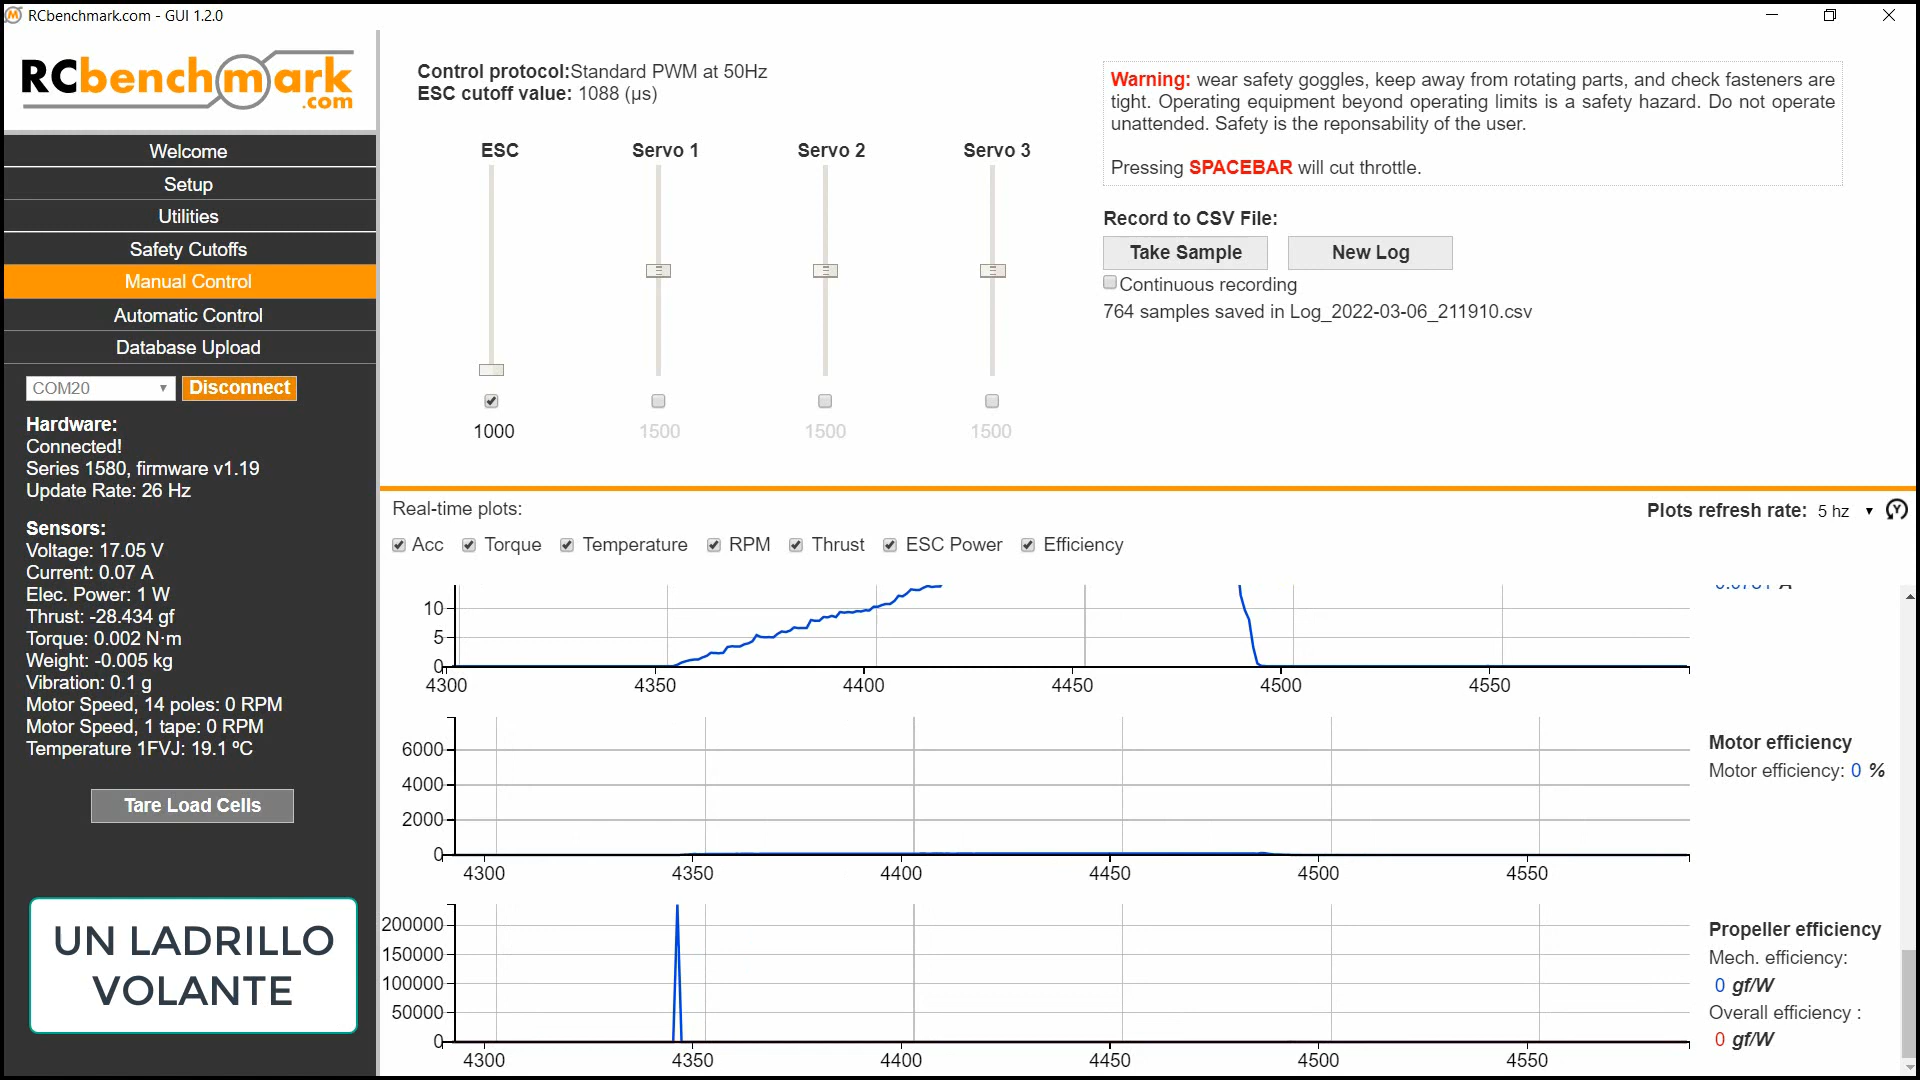 RCbenchmark.com - GUI 1.2.0
RCbenchmark
.com
Welcome
Setup
Utilities
Safety Cutoffs
Manual Control
Automatic Control
Database Upload
COM20
Disconnect
Hardware:
Connected!
Series 1580, firmware v1.19
Update Rate: 26 Hz
Sensors:
Voltage: 17.05 V
Current: 0.07 A
Elec. Power: 1 W
Thrust: -28.434 gf
Torque: 0.002 N·m
Weight: -0.005 kg
Vibration: 0.1 g
Motor Speed, 14 poles: 0 RPM
Motor Speed, 1 tape: 0 RPM
Temperature 1FVJ: 19.1 ºC
Tare Load Cells
UN LADRILLO
VOLANTE
Control protocol:Standard PWM at 50Hz
ESC cutoff value: 1088 (µs)
ESC Servo 1 Servo 2 Servo 3
1000 1500 1500 1500
Warning: wear safety goggles, keep away from rotating parts, and check fasteners are
tight. Operating equipment beyond operating limits is a safety hazard. Do not operate
unattended. Safety is the reponsability of the user.
Pressing SPACEBAR will cut throttle.
Record to CSV File:
Take Sample New Log
Continuous recording
764 samples saved in Log_2022-03-06_211910.csv
Real-time plots:
Plots refresh rate: 5 hz
Acc Torque Temperature RPM Thrust ESC Power Efficiency
10
5
0
4300 4350 4400 4450 4500 4550
6000
4000
2000
0
4300 4350 4400 4450 4500 4550
Motor efficiency
Motor efficiency: 0 %
200000
150000
100000
50000
0
4300 4350 4400 4450 4500 4550
Propeller efficiency
Mech. efficiency:
0 gf/W
Overall efficiency :
0 gf/W